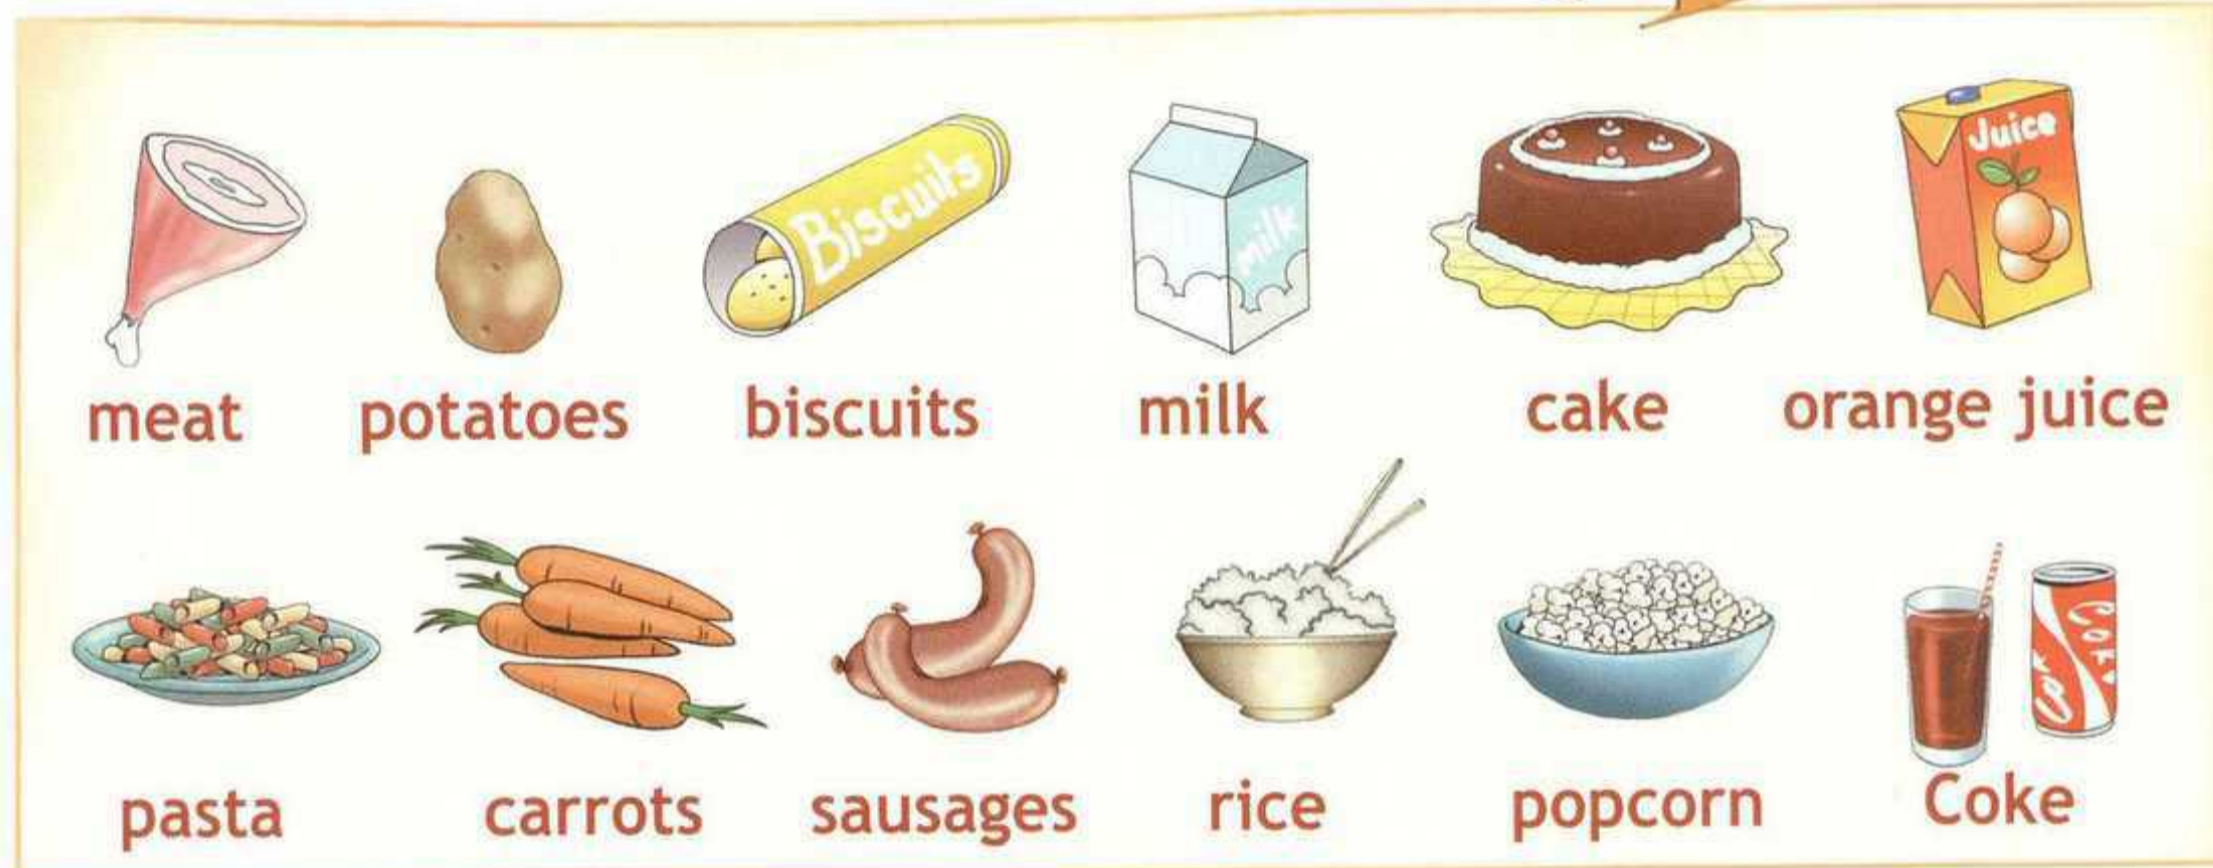 Biscuits
milk
Juice
meat potatoes biscuits milk cake orange juice
Coke
pasta carrots sausages rice popcorn Coke